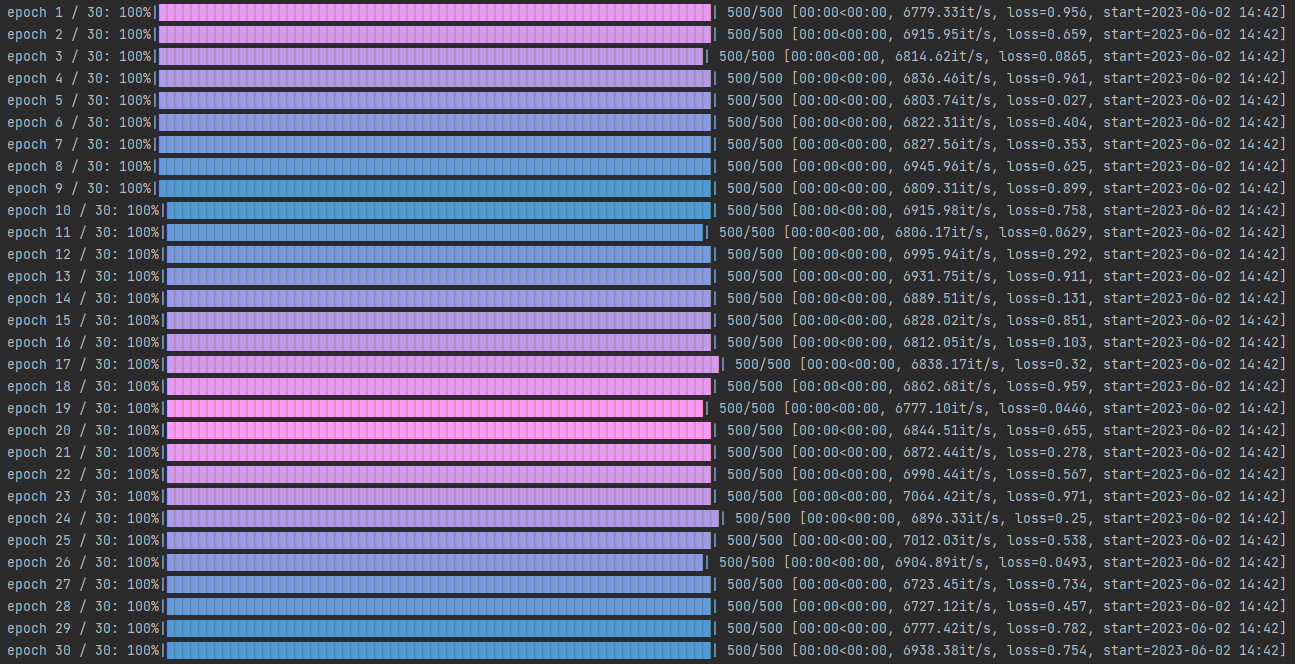 epoch 1 / 30: 100%| | 500/500 [00:00<00:00, 6779.33it/s, loss=0.956, start=2023-06-02 14:42]
epoch 2 / 30: 100%| | 500/500 [00:00<00:00, 6915.95it/s, loss=0.659, start=2023-06-02 14:42]
epoch 3 / 30: 100%| | 500/500 [00:00<00:00, 6814.62it/s, loss=0.0865, start=2023-06-02 14:42]
epoch 4 / 30: 100%| | 500/500 [00:00<00:00, 6836.46it/s, loss=0.961, start=2023-06-02 14:42]
epoch 5 / 30: 100%| | 500/500 [00:00<00:00, 6803.74it/s, loss=0.027, start=2023-06-02 14:42]
epoch 6 / 30: 100%| | 500/500 [00:00<00:00, 6822.31it/s, loss=0.404, start=2023-06-02 14:42]
epoch 7 / 30: 100%| | 500/500 [00:00<00:00, 6827.56it/s, loss=0.353, start=2023-06-02 14:42]
epoch 8 / 30: 100%| | 500/500 [00:00<00:00, 6945.96it/s, loss=0.625, start=2023-06-02 14:42]
epoch 9 / 30: 100%| | 500/500 [00:00<00:00, 6809.31it/s, loss=0.899, start=2023-06-02 14:42]
epoch 10 / 30: 100%| | 500/500 [00:00<00:00, 6915.98it/s, loss=0.758, start=2023-06-02 14:42]
epoch 11 / 30: 100%| | 500/500 [00:00<00:00, 6806.17it/s, loss=0.0629, start=2023-06-02 14:42]
epoch 12 / 30: 100%| | 500/500 [00:00<00:00, 6995.94it/s, loss=0.292, start=2023-06-02 14:42]
epoch 13 / 30: 100%| | 500/500 [00:00<00:00, 6931.75it/s, loss=0.911, start=2023-06-02 14:42]
epoch 14 / 30: 100%| | 500/500 [00:00<00:00, 6889.51it/s, loss=0.131, start=2023-06-02 14:42]
epoch 15 / 30: 100%| | 500/500 [00:00<00:00, 6828.02it/s, loss=0.851, start=2023-06-02 14:42]
epoch 16 / 30: 100%| | 500/500 [00:00<00:00, 6812.05it/s, loss=0.103, start=2023-06-02 14:42]
epoch 17 / 30: 100%| | 500/500 [00:00<00:00, 6838.17it/s, loss=0.32, start=2023-06-02 14:42]
epoch 18 / 30: 100%| | 500/500 [00:00<00:00, 6862.68it/s, loss=0.959, start=2023-06-02 14:42]
epoch 19 / 30: 100%| | 500/500 [00:00<00:00, 6777.10it/s, loss=0.0446, start=2023-06-02 14:42]
epoch 20 / 30: 100%| | 500/500 [00:00<00:00, 6844.51it/s, loss=0.655, start=2023-06-02 14:42]
epoch 21 / 30: 100%| | 500/500 [00:00<00:00, 6872.44it/s, loss=0.278, start=2023-06-02 14:42]
epoch 22 / 30: 100%| | 500/500 [00:00<00:00, 6990.44it/s, loss=0.567, start=2023-06-02 14:42]
epoch 23 / 30: 100%| | 500/500 [00:00<00:00, 7064.42it/s, loss=0.971, start=2023-06-02 14:42]
epoch 24 / 30: 100%| | 500/500 [00:00<00:00, 6896.33it/s, loss=0.25, start=2023-06-02 14:42]
epoch 25 / 30: 100%| | 500/500 [00:00<00:00, 7012.03it/s, loss=0.538, start=2023-06-02 14:42]
epoch 26 / 30: 100%| | 500/500 [00:00<00:00, 6904.89it/s, loss=0.0493, start=2023-06-02 14:42]
epoch 27 / 30: 100%| | 500/500 [00:00<00:00, 6723.45it/s, loss=0.734, start=2023-06-02 14:42]
epoch 28 / 30: 100%| | 500/500 [00:00<00:00, 6727.12it/s, loss=0.457, start=2023-06-02 14:42]
epoch 29 / 30: 100%| | 500/500 [00:00<00:00, 6777.42it/s, loss=0.782, start=2023-06-02 14:42]
epoch 30 / 30: 100%| | 500/500 [00:00<00:00, 6938.38it/s, loss=0.754, start=2023-06-02 14:42]